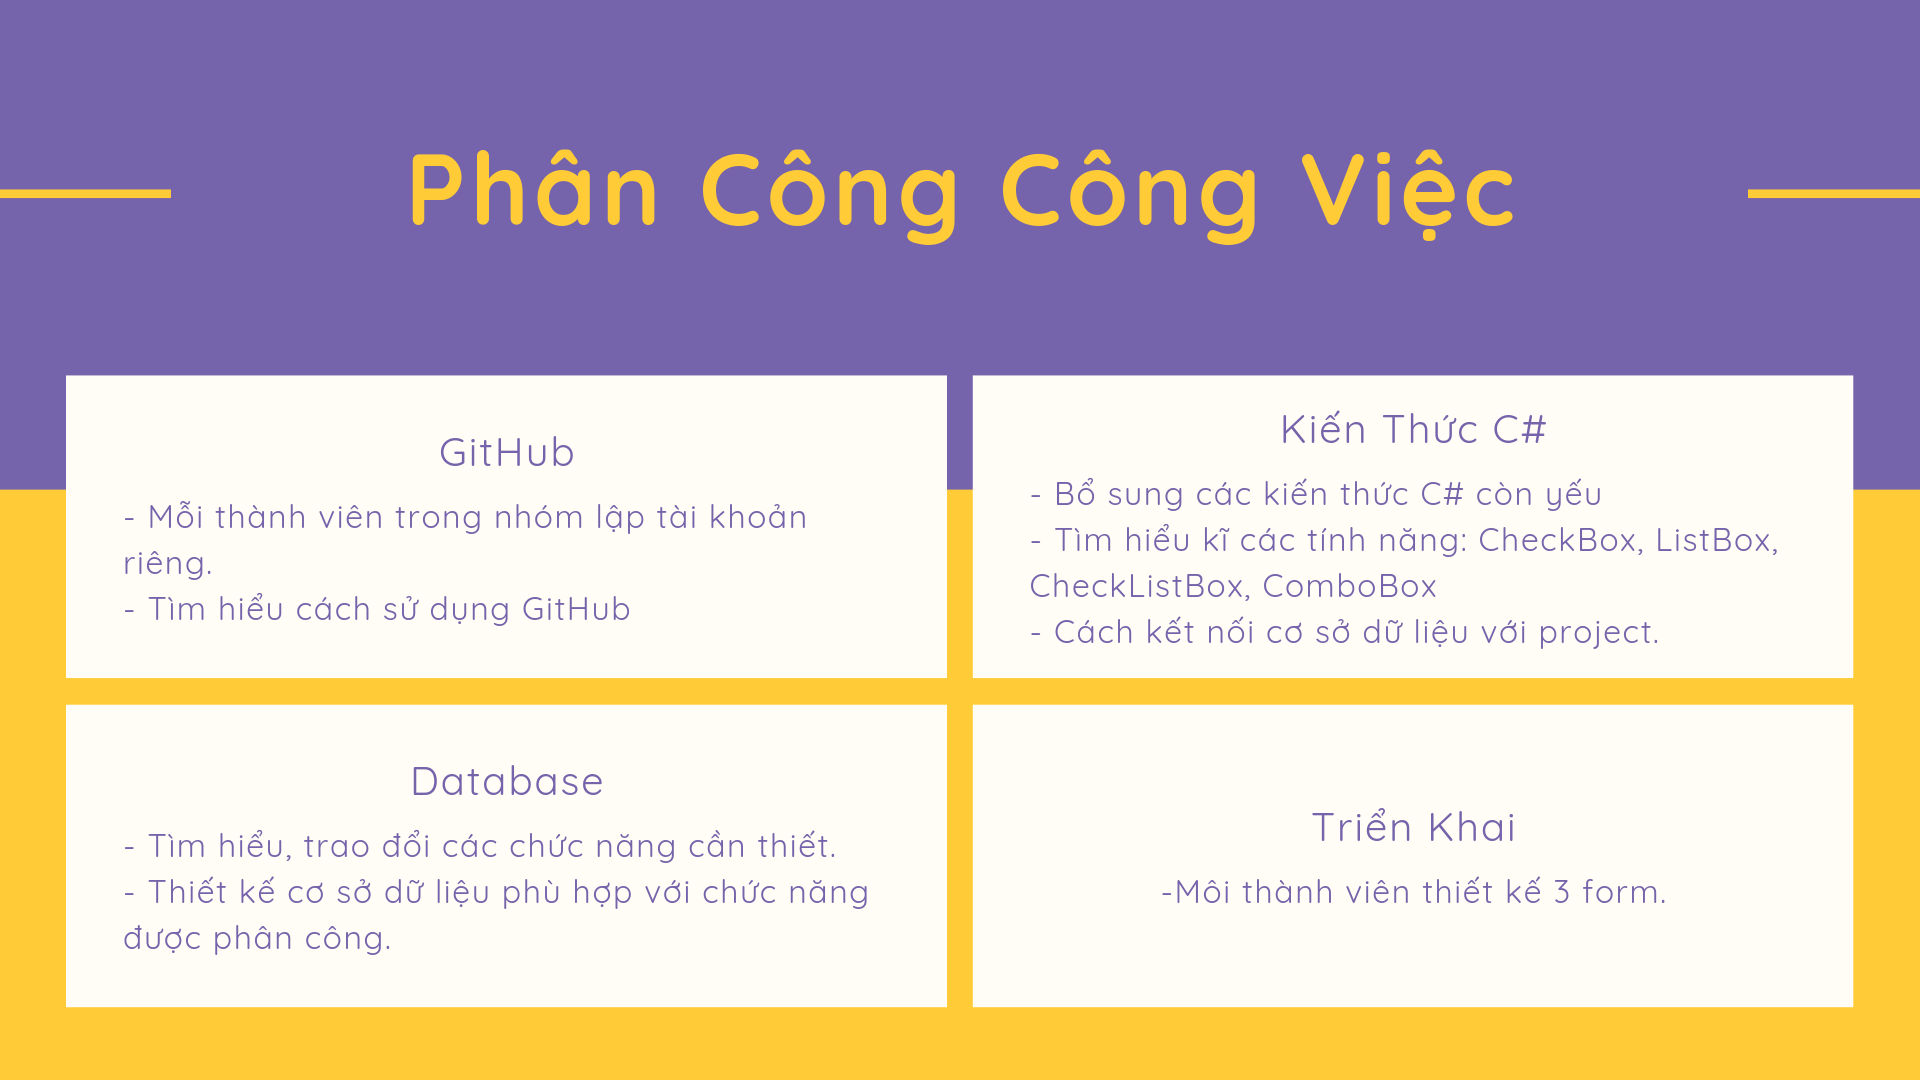 Phân Công Công Việc
GitHub
- Mỗi thành viên trong nhóm lập tài khoản
riêng.
- Tìm hiểu cách sử dụng GitHub
Kiến Thức C#
- Bổ sung các kiến thức C# còn yếu
- Tìm hiểu kĩ các tính năng: CheckBox, ListBox,
CheckListBox, ComboBox
- Cách kết nối cơ sở dữ liệu với project.
Database
- Tìm hiểu, trao đổi các chức năng cần thiết.
- Thiết kế cơ sở dữ liệu phù hợp với chức năng
được phân công.
Triển Khai
-Môi thành viên thiết kế 3 form.